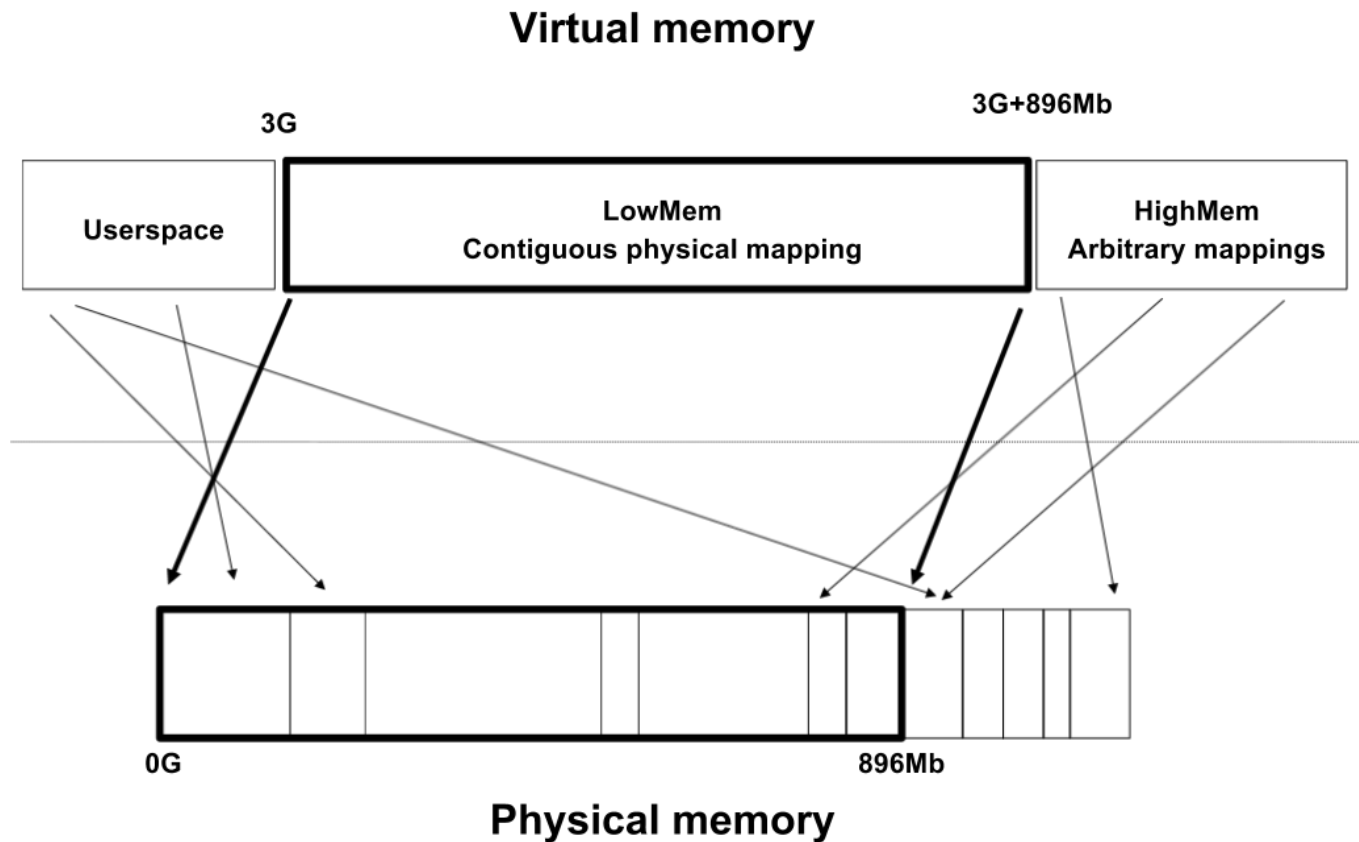 Virtual memory
3G
3G+896Mb
Userspace
LowMem
Contiguous physical mapping
HighMem
Arbitrary mappings
0G
896Mb
Physical memory